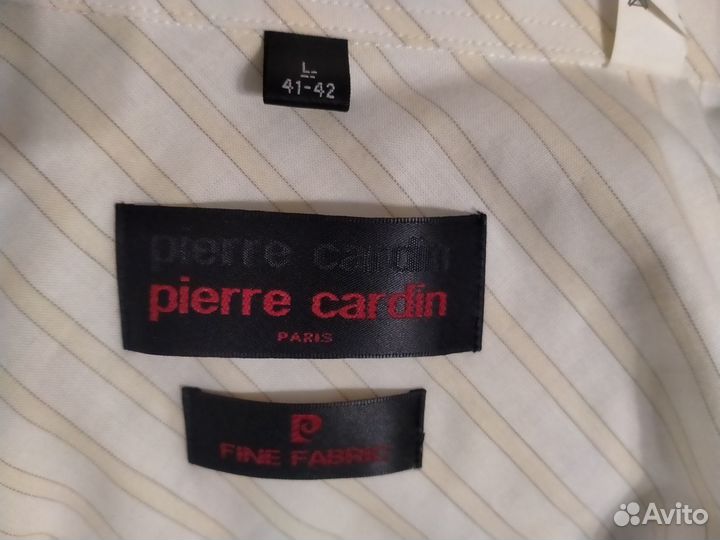 L
41-42
pierre cardin
pierre cardin
PARIS
P
FINE FABRIC
Avito